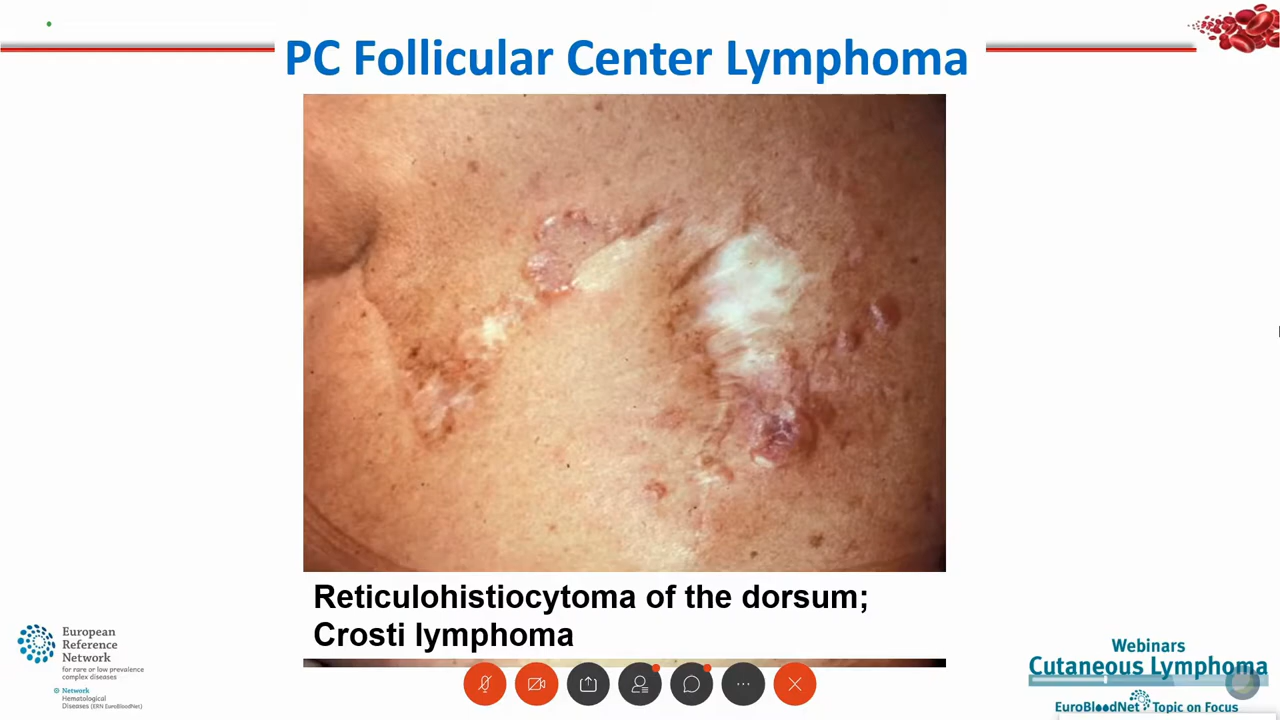 PC Follicular Center Lymphoma
Reticulohistiocytoma of the dorsum;
Crosti lymphoma
European
Reference
Network
for rare or low prevalence
complex diseases
Network
Hematological
Diseases (ERN EuroBloodNet)
Webinars
Cutaneous Lymphoma
EuroBloodNet Topic on Focus